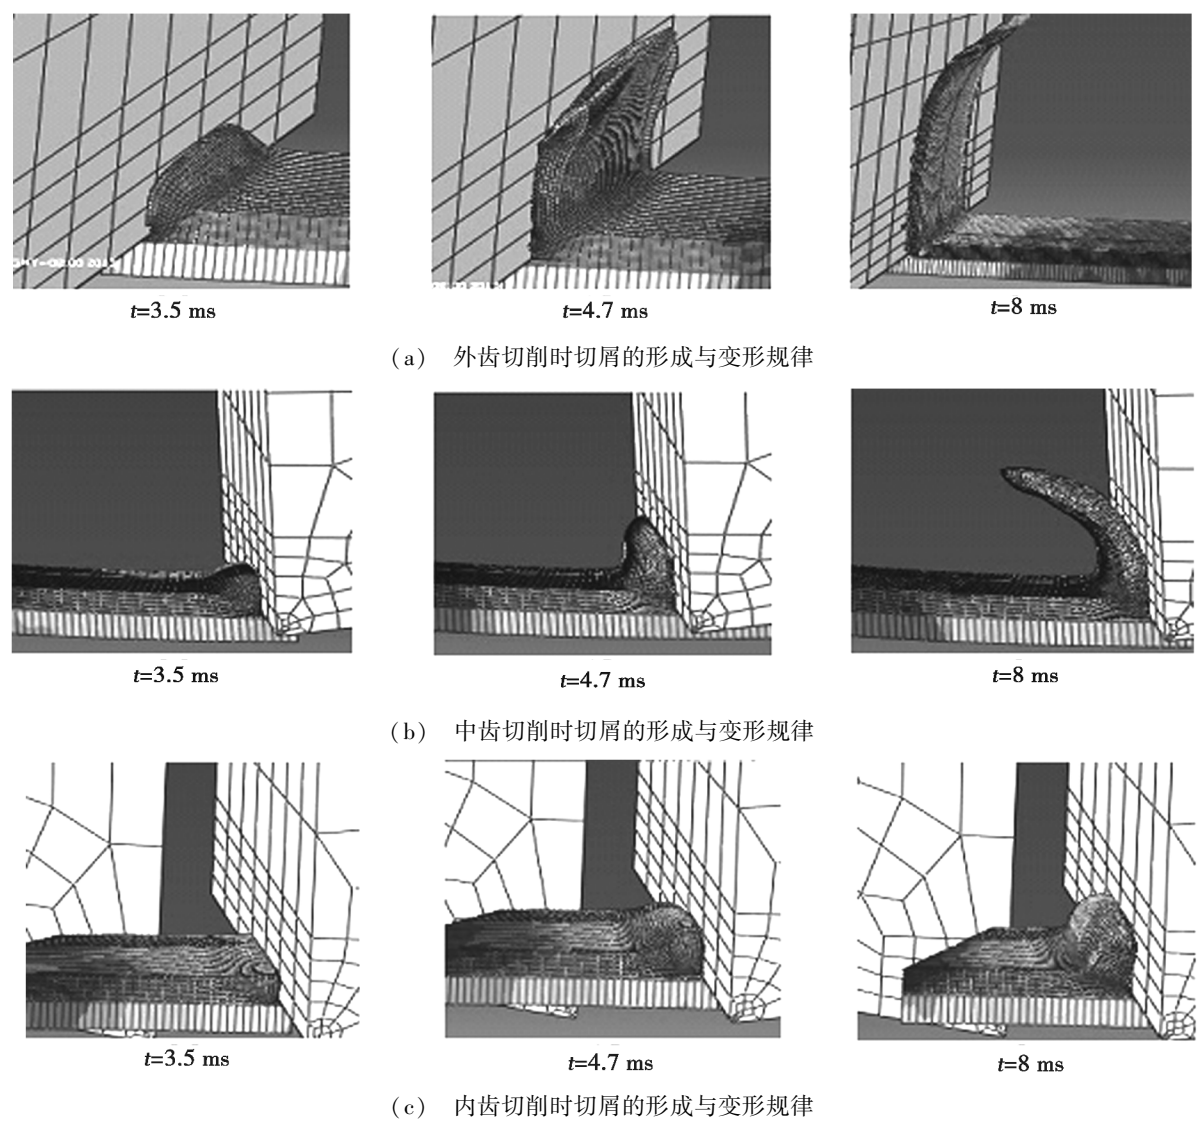 t=3.5 ms
t=4.7 ms
t=8 ms
(a) 外齿切削时切屑的形成与变形规律
t=3.5 ms
t=4.7 ms
t=8 ms
(b) 中齿切削时切屑的形成与变形规律
t=3.5 ms
t=4.7 ms
t=8 ms
(c) 内齿切削时切屑的形成与变形规律